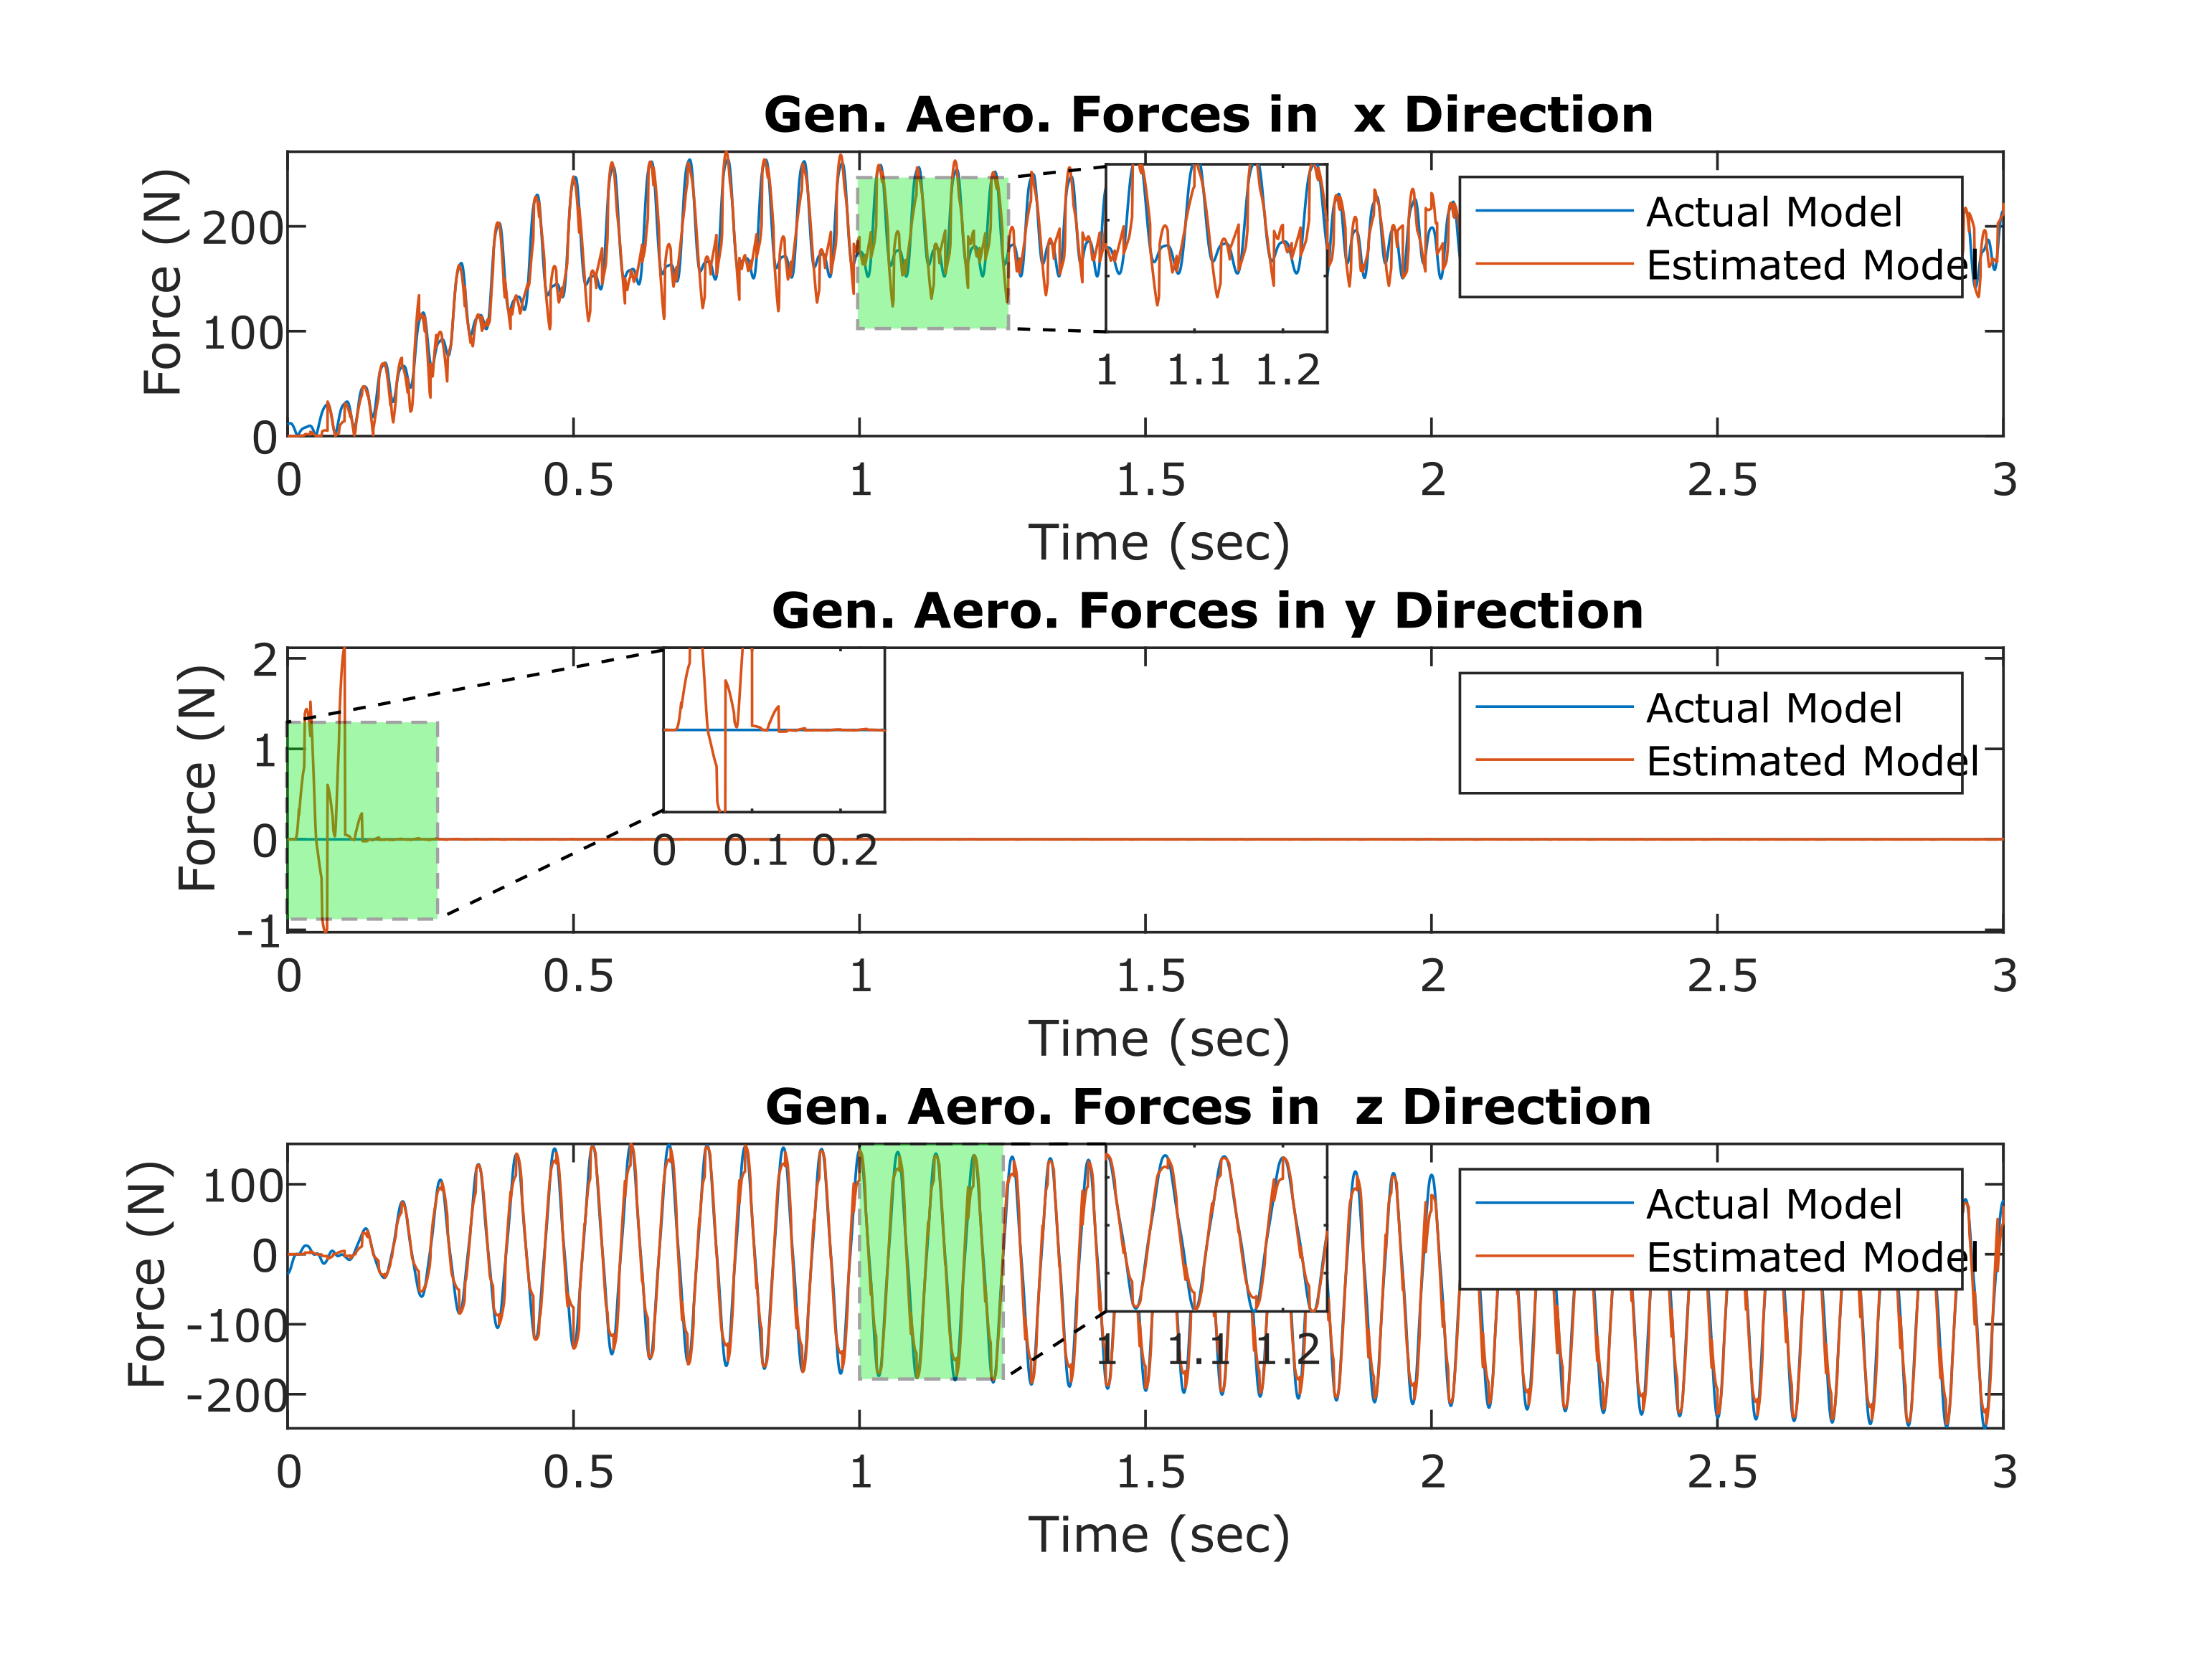 Gen. Aero. Forces in  x Direction
Force (N)
200
100
0
Actual Model
Estimated Model
1 1.1 1.2
0 0.5 1 1.5 2 2.5 3
Time (sec)
Gen. Aero. Forces in y Direction
Force (N)
2
1
0
-1
Actual Model
Estimated Model
0 0.1 0.2
0 0.5 1 1.5 2 2.5 3
Time (sec)
Gen. Aero. Forces in  z Direction
Force (N)
100
0
-100
-200
Actual Model
Estimated Model
1 1.1 1.2
0 0.5 1 1.5 2 2.5 3
Time (sec)